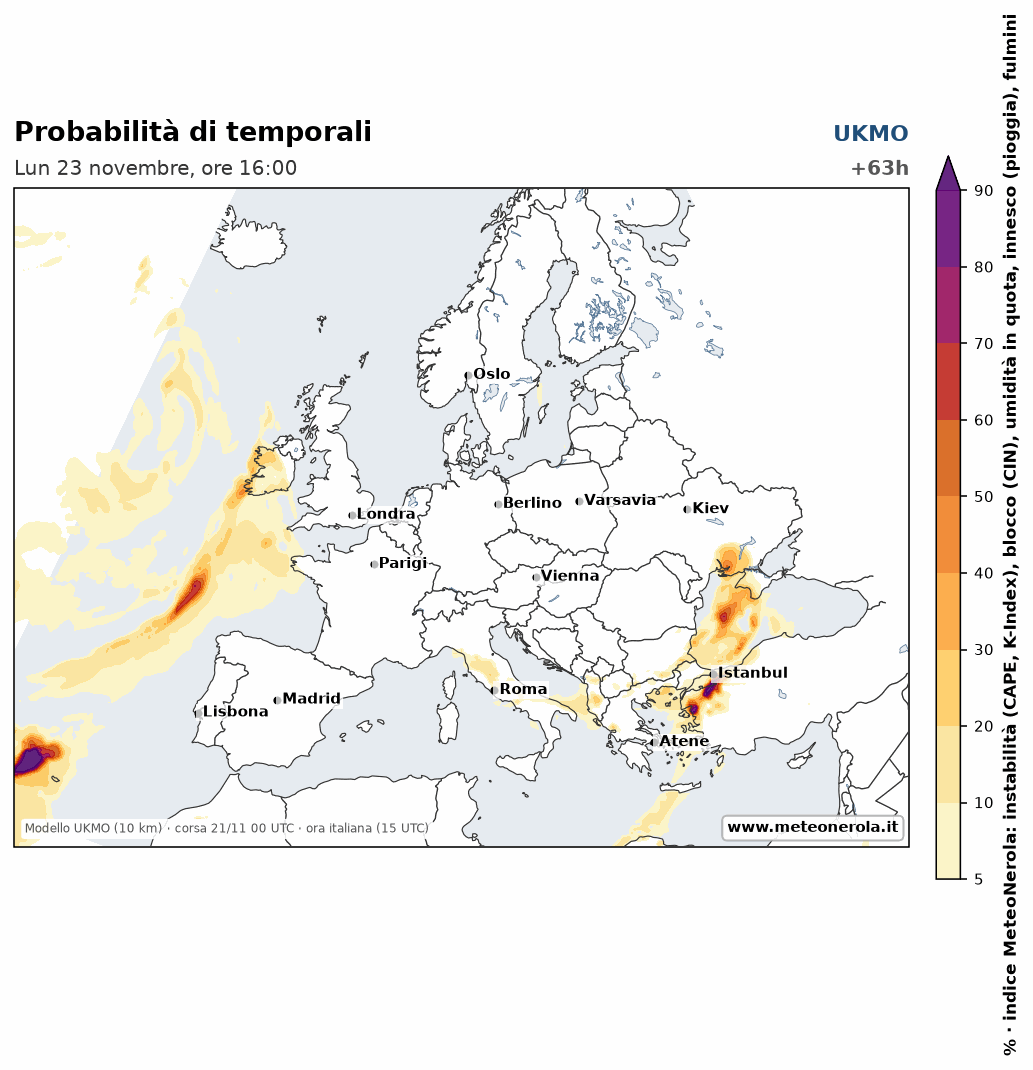 Probabilità di temporali
UKMO
Lun 23 novembre, ore 16:00
+63h
Oslo
Londra
Berlino
Varsavia
Kiev
Parigi
Vienna
Istanbul
Roma
Madrid
Lisbona
Atene
Modello UKMO (10 km) · corsa 21/11 00 UTC · ora italiana (15 UTC)
www.meteonerola.it
90
80
70
60
50
40
30
20
10
5
% · indice MeteoNerola: instabilità (CAPE, K-Index), blocco (CIN), umidità in quota, innesco (pioggia), fulmini